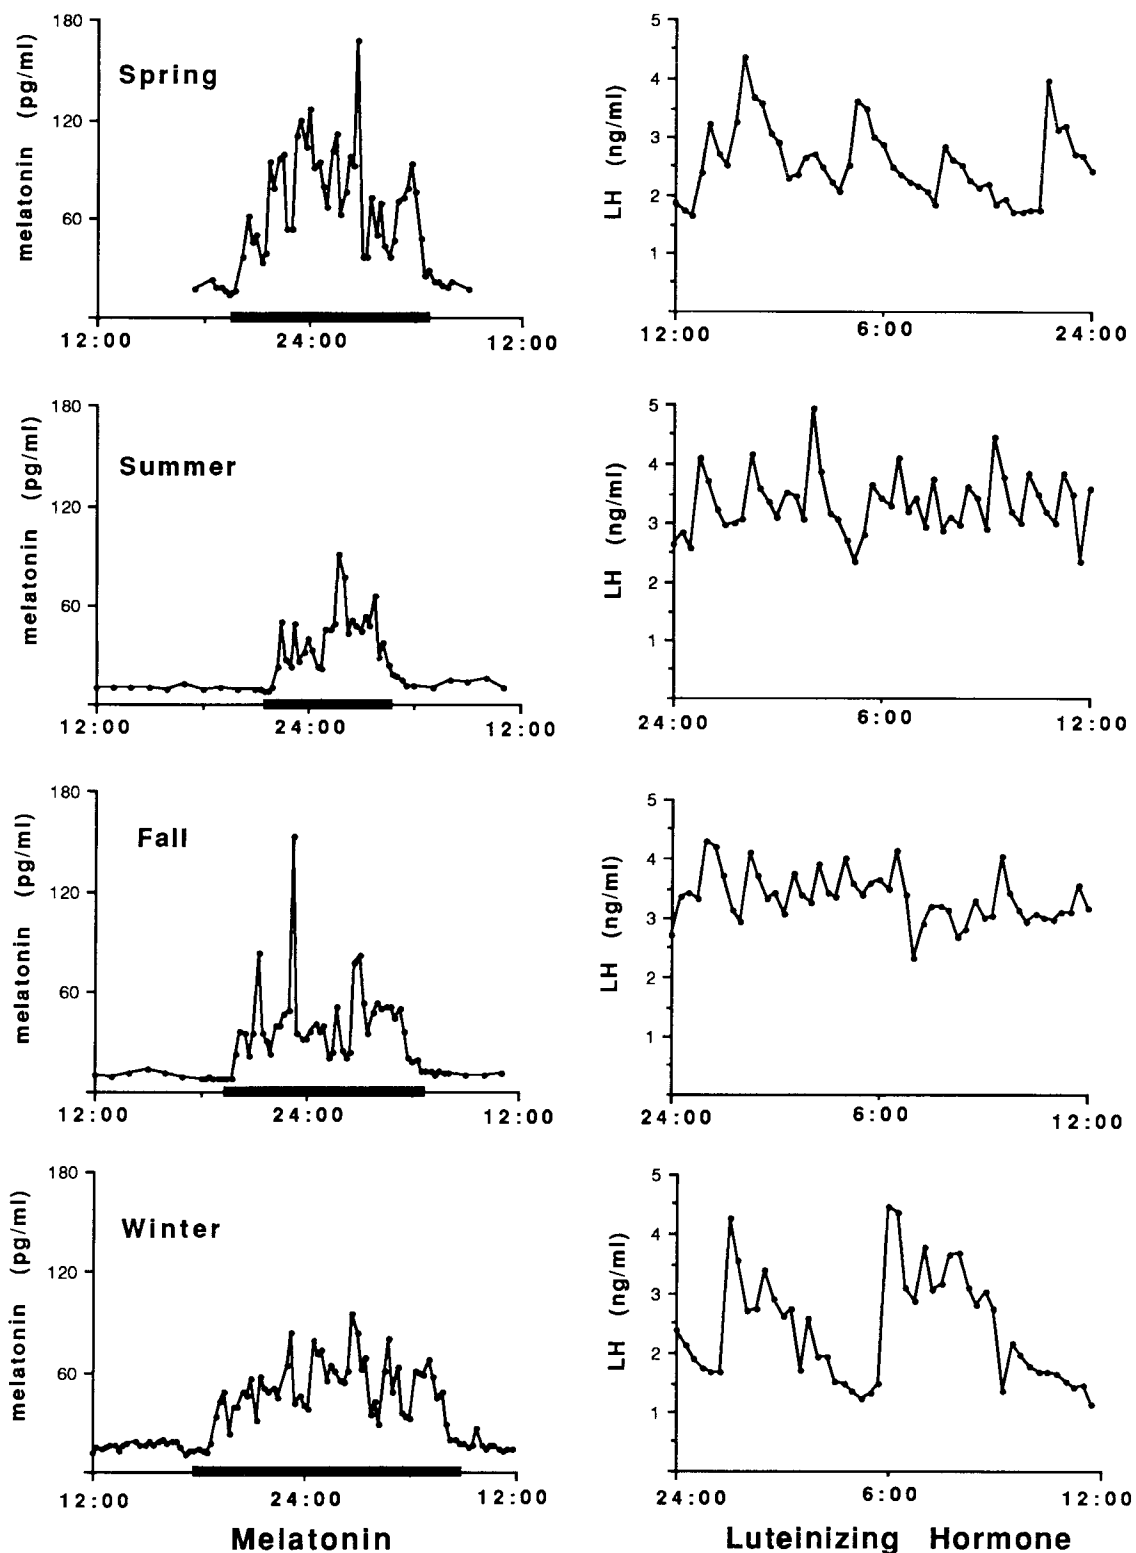 180
120
60
melatonin (pg/ml)
Spring
12:00 24:00 12:00
5
4
3
2
1
LH (ng/ml)
12:00 6:00 24:00
180
120
60
melatonin (pg/ml)
Summer
12:00 24:00 12:00
5
4
3
2
1
LH (ng/ml)
24:00 6:00 12:00
180
120
60
melatonin (pg/ml)
Fall
12:00 24:00 12:00
5
4
3
2
1
LH (ng/ml)
24:00 6:00 12:00
180
120
60
melatonin (pg/ml)
Winter
12:00 24:00 12:00
Melatonin
5
4
3
2
1
LH (ng/ml)
24:00 6:00 12:00
Luteinizing Hormone